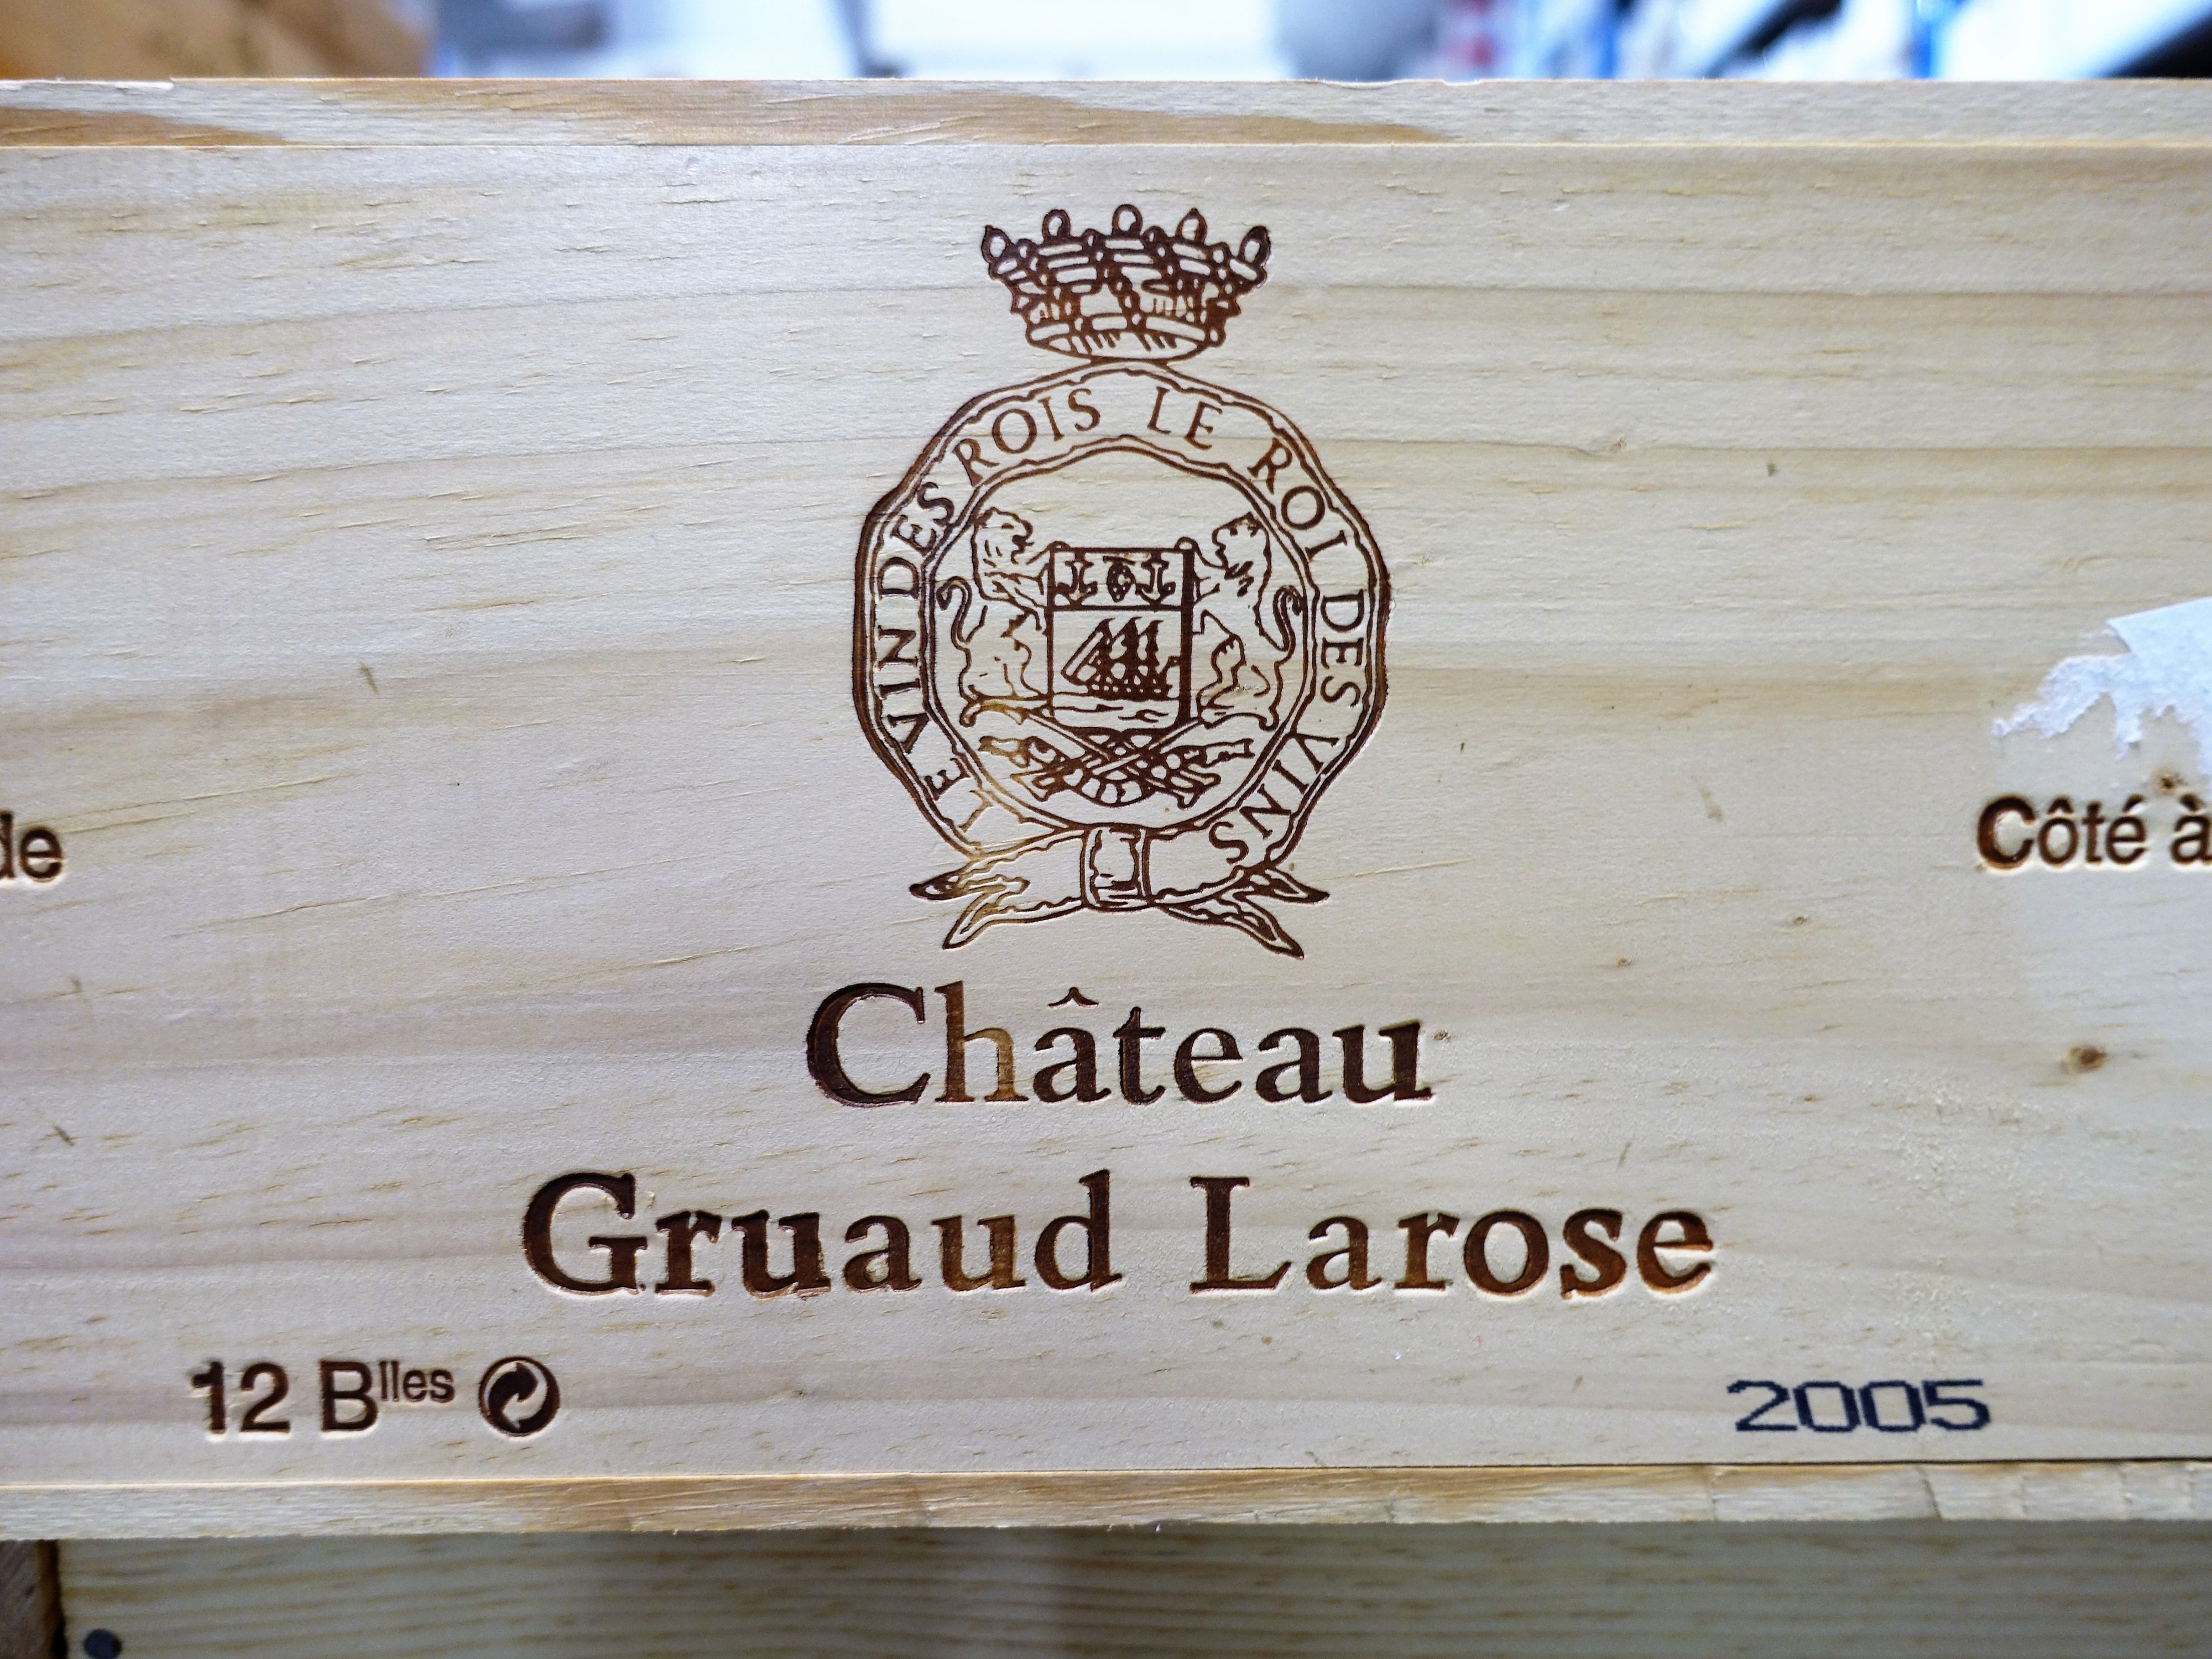 LE VIN DES ROIS LE ROI DES VINS
de
Côté à
Château
Gruaud Larose
12 Blles
2005